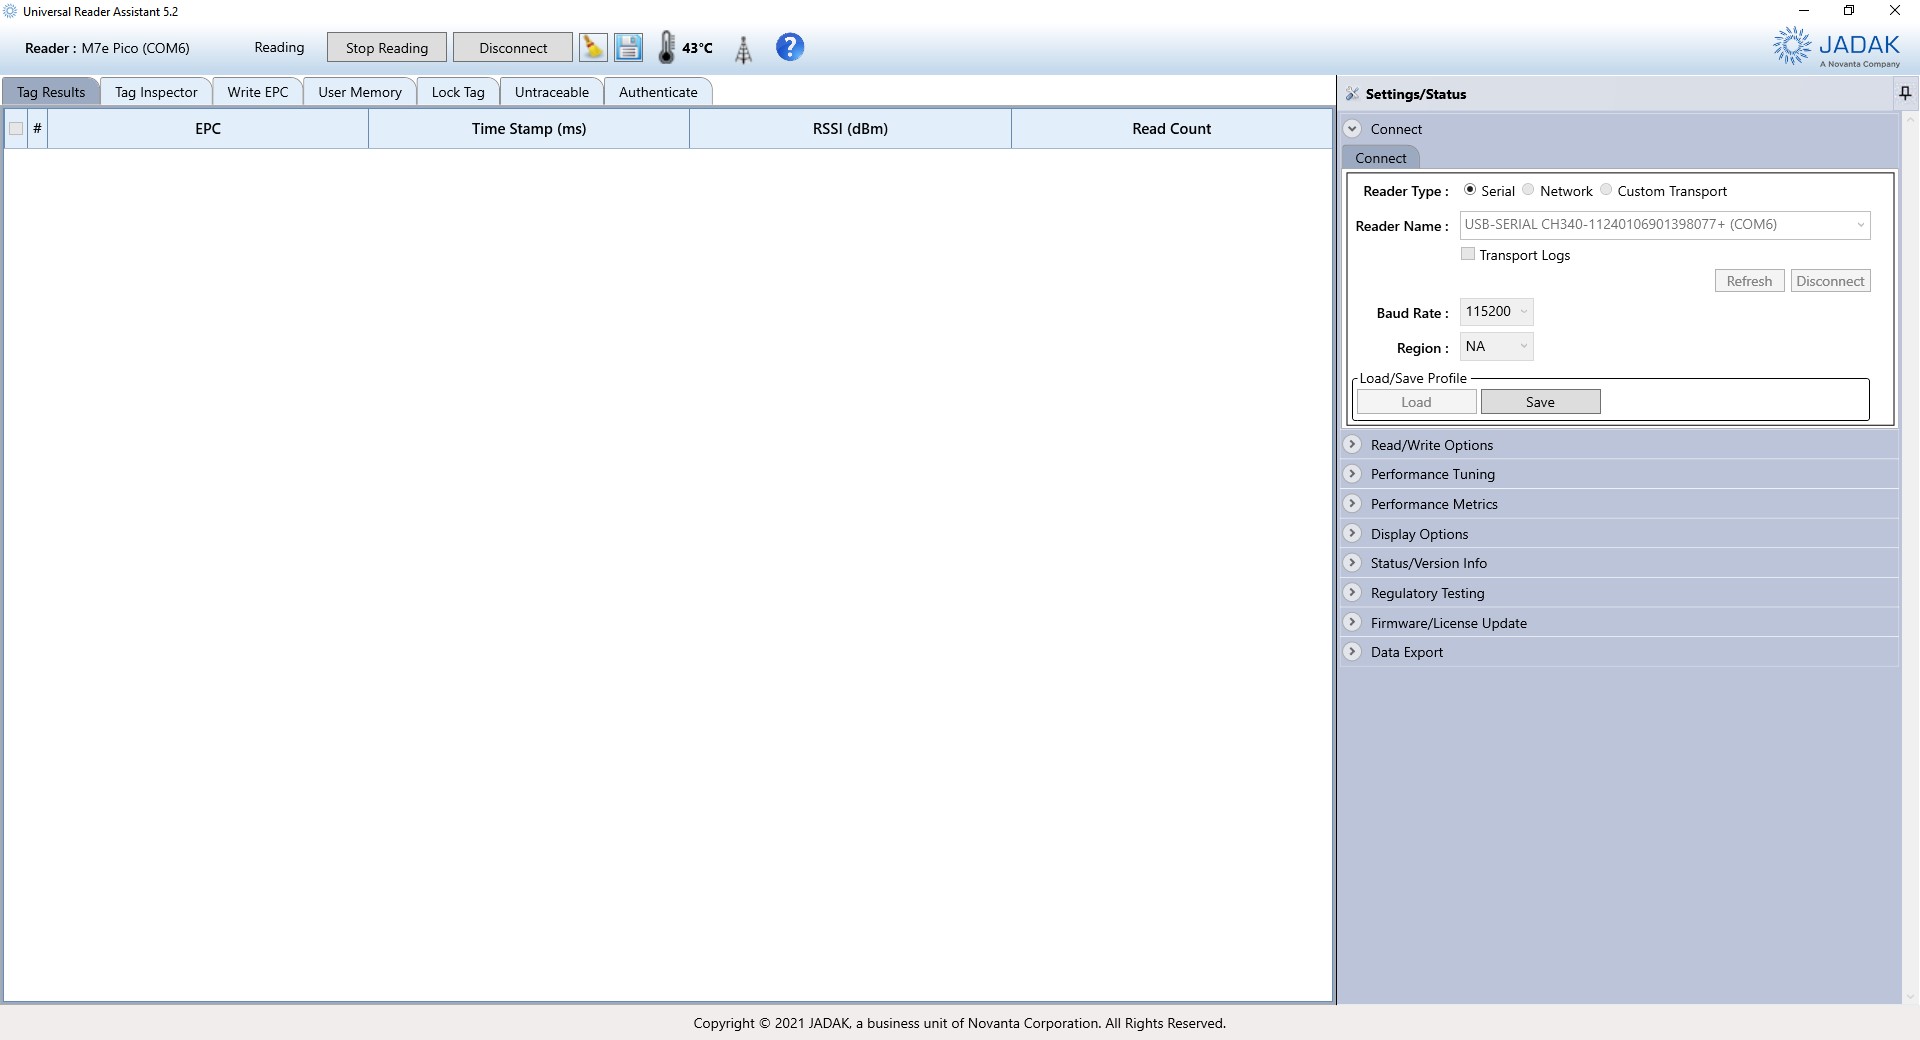 Universal Reader Assistant 5.2
Reader : M7e Pico (COM6) Reading Stop Reading Disconnect 43°C ?
JADAK
A Novanta Company
Tag Results Tag Inspector Write EPC User Memory Lock Tag Untraceable Authenticate
# EPC Time Stamp (ms) RSSI (dBm) Read Count
Settings/Status
Connect
Connect
Reader Type : Serial Network Custom Transport
Reader Name : USB-SERIAL CH340-11240106901398077+ (COM6)
Transport Logs
Refresh Disconnect
Baud Rate : 115200
Region : NA
Load/Save Profile
Load Save
Read/Write Options
Performance Tuning
Performance Metrics
Display Options
Status/Version Info
Regulatory Testing
Firmware/License Update
Data Export
Copyright © 2021 JADAK, a business unit of Novanta Corporation. All Rights Reserved.